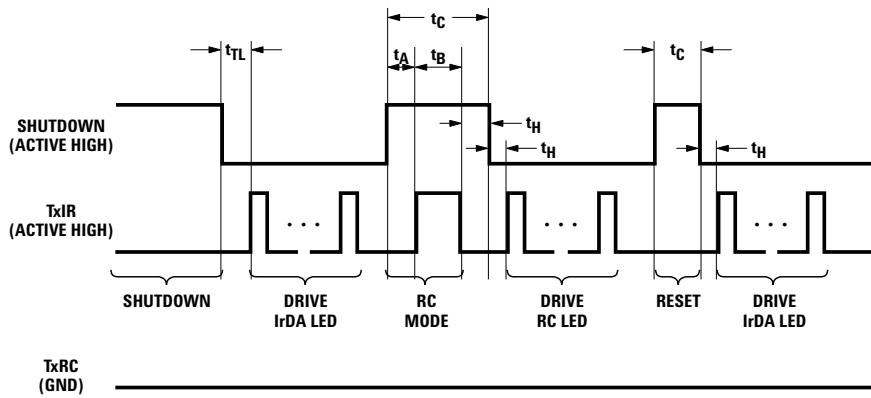 tC
tTL
tA
tB
tC
SHUTDOWN
(ACTIVE HIGH)
tH
tH
tH
TxIR
(ACTIVE HIGH)
. . .
. . .
. . .
SHUTDOWN
DRIVE
IrDA LED
RC
MODE
DRIVE
RC LED
RESET
DRIVE
IrDA LED
TxRC
(GND)